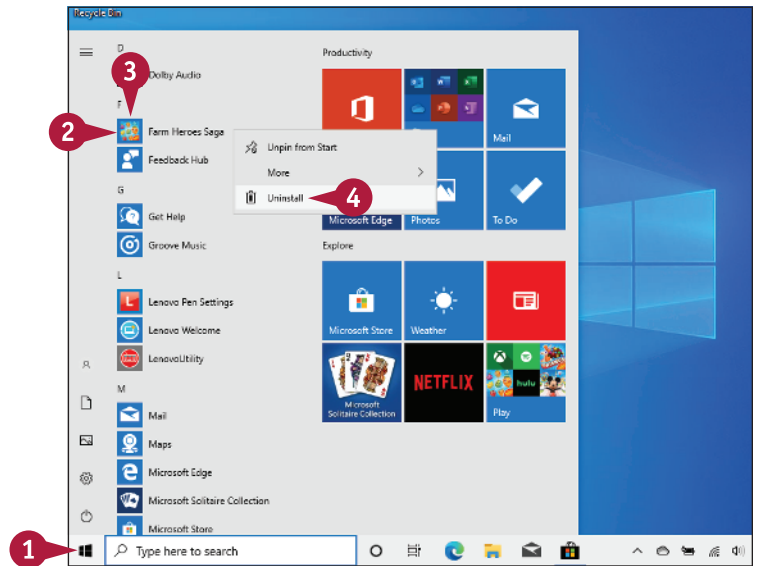 Recycle Bin
D
Dolby Audio
3
F
2
Farm Heroes Saga
Feedback Hub
G
Get Help
Groove Music
L
Lenovo Pen Settings
Lenovo Welcome
LenovoUtility
M
Mail
Maps
Microsoft Edge
Microsoft Solitaire Collection
Microsoft Store
Unpin from Start
More
Uninstall
4
Productivity
Mail
Microsoft Edge
Photos
To Do
Explore
Microsoft Store
Weather
Microsoft
Solitaire Collection
NETFLIX
hulu
Play
1
Type here to search